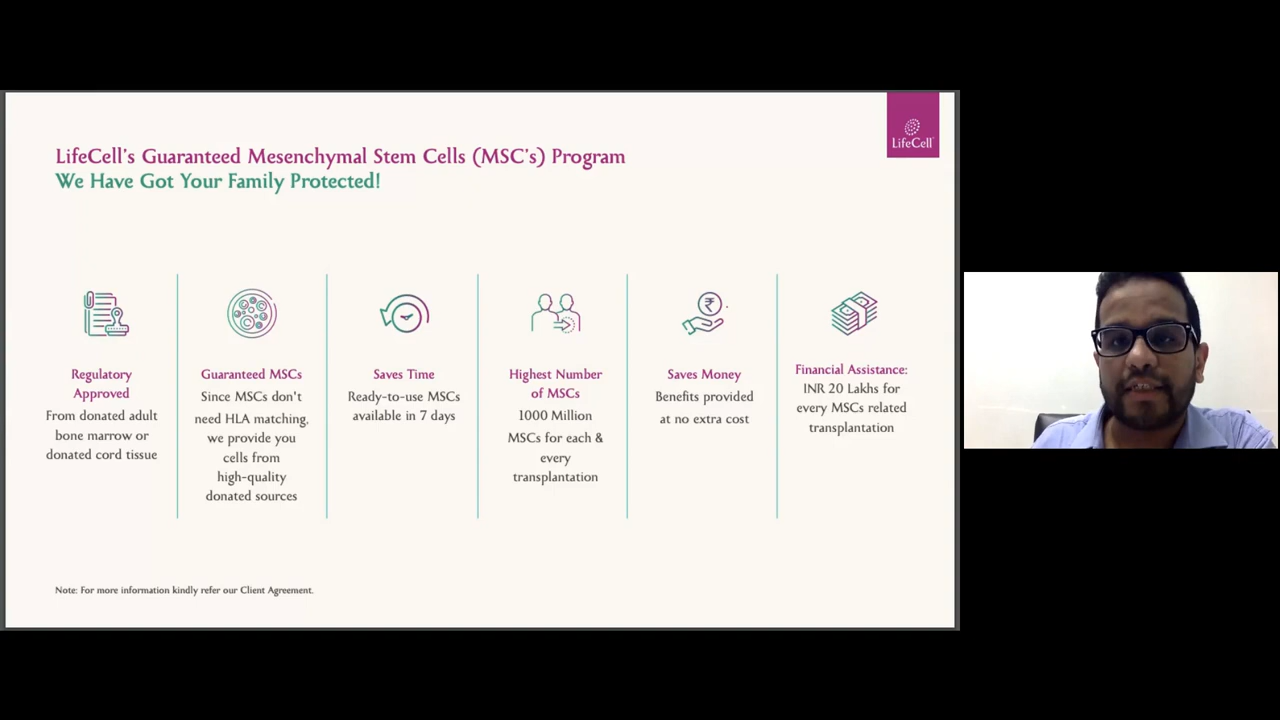 LifeCell
LifeCell's Guaranteed Mesenchymal Stem Cells (MSC's) Program
We Have Got Your Family Protected!
Regulatory
Approved
From donated adult
bone marrow or
donated cord tissue
Guaranteed MSCs
Since MSCs don't
need HLA matching,
we provide you
cells from
high-quality
donated sources
Saves Time
Ready-to-use MSCs
available in 7 days
Highest Number
of MSCs
1000 Million
MSCs for each &
every
transplantation
Saves Money
Benefits provided
at no extra cost
Financial Assistance:
INR 20 Lakhs for
every MSCs related
transplantation
Note: For more information kindly refer our Client Agreement.